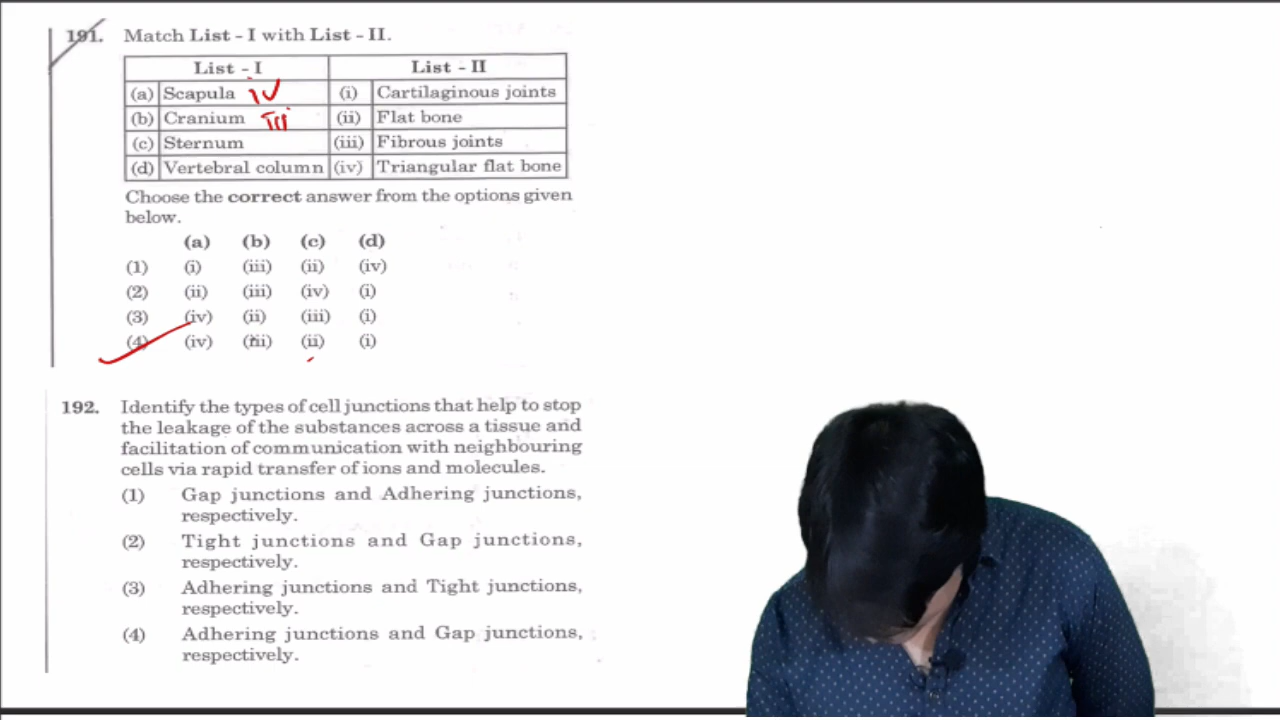 191. Match List - I with List - II.
List - I List - II
(a) Scapula iv (i) Cartilaginous joints
(b) Cranium iii (ii) Flat bone
(c) Sternum (iii) Fibrous joints
(d) Vertebral column (iv) Triangular flat bone
Choose the correct answer from the options given
below.
(a) (b) (c) (d)
(1) (i) (iii) (ii) (iv)
(2) (ii) (iii) (iv) (i)
(3) (iv) (ii) (iii) (i)
(4) (iv) (iii) (ii) (i)
192. Identify the types of cell junctions that help to stop
the leakage of the substances across a tissue and
facilitation of communication with neighbouring
cells via rapid transfer of ions and molecules.
(1) Gap junctions and Adhering junctions,
respectively.
(2) Tight junctions and Gap junctions,
respectively.
(3) Adhering junctions and Tight junctions,
respectively.
(4) Adhering junctions and Gap junctions,
respectively.